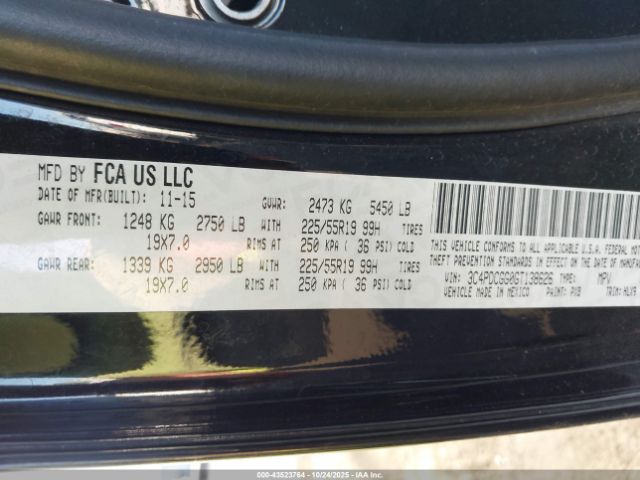 MFD BY FCA US LLC
DATE OF MFR(BUILT): 11-15 GVWR: 2473 KG 5450 LB
GAWR FRONT: 1248 KG 2750 LB WITH 225/55R19 99H TIRES
19X7.0 RIMS AT 250 KPA ( 36 PSI) COLD
GAWR REAR: 1339 KG 2950 LB WITH 225/55R19 99H TIRES
19X7.0 RIMS AT 250 KPA ( 36 PSI) COLD
THIS VEHICLE CONFORMS TO ALL APPLICABLE U.S.A. FEDERAL MOT
THEFT PREVENTION STANDARDS IN EFFECT ON THE DATE OF MAN
VIN: 3C4PDCGG0GT138626 TYPE: MPV
VEHICLE MADE IN MEXICO PAINT: PXB TRIM: HLX9
000-43523764 | 10/24/2025 | IAAI.COM